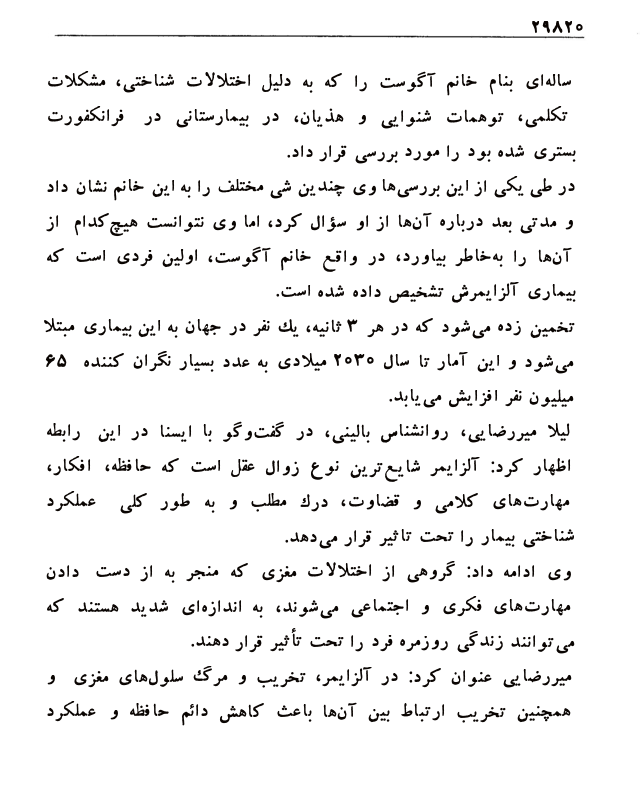 ۲۹۸۲۰
ساله‌ای بنام خانم آگوست را که به دلیل اختلالات شناختی، مشکلات
تکلمی، توهمات شنوایی و هذیان، در بیمارستانی در فرانکفورت
بستری شده بود را مورد بررسی قرار داد.
در طی یکی از این بررسی‌ها وی چندین شی مختلف را به این خانم نشان داد
و مدتی بعد درباره آن‌ها از او سؤال کرد، اما وی نتوانست هیچ‌کدام از
آن‌ها را به‌خاطر بیاورد، در واقع خانم آگوست، اولین فردی است که
بیماری آلزایمرش تشخیص داده شده است.
تخمین زده می‌شود که در هر ۳ ثانیه، یك نفر در جهان به این بیماری مبتلا
می‌شود و این آمار تا سال ۲۰۳۰ میلادی به عدد بسیار نگران کننده ۶۵
میلیون نفر افزایش می‌یابد.
لیلا میررضایی، روانشناس بالینی، در گفت‌وگو با ایسنا در این رابطه
اظهار کرد: آلزایمر شایع‌ترین نوع زوال عقل است که حافظه، افکار،
مهارت‌های کلامی و قضاوت، درك مطلب و به طور کلی عملکرد
شناختی بیمار را تحت تاثیر قرار می‌دهد.
وی ادامه داد: گروهی از اختلالات مغزی که منجر به از دست دادن
مهارت‌های فکری و اجتماعی می‌شوند، به اندازه‌ای شدید هستند که
می‌توانند زندگی روزمره فرد را تحت تأثیر قرار دهند.
میررضایی عنوان کرد: در آلزایمر، تخریب و مرگ سلول‌های مغزی و
همچنین تخریب ارتباط بین آن‌ها باعث کاهش دائم حافظه و عملکرد